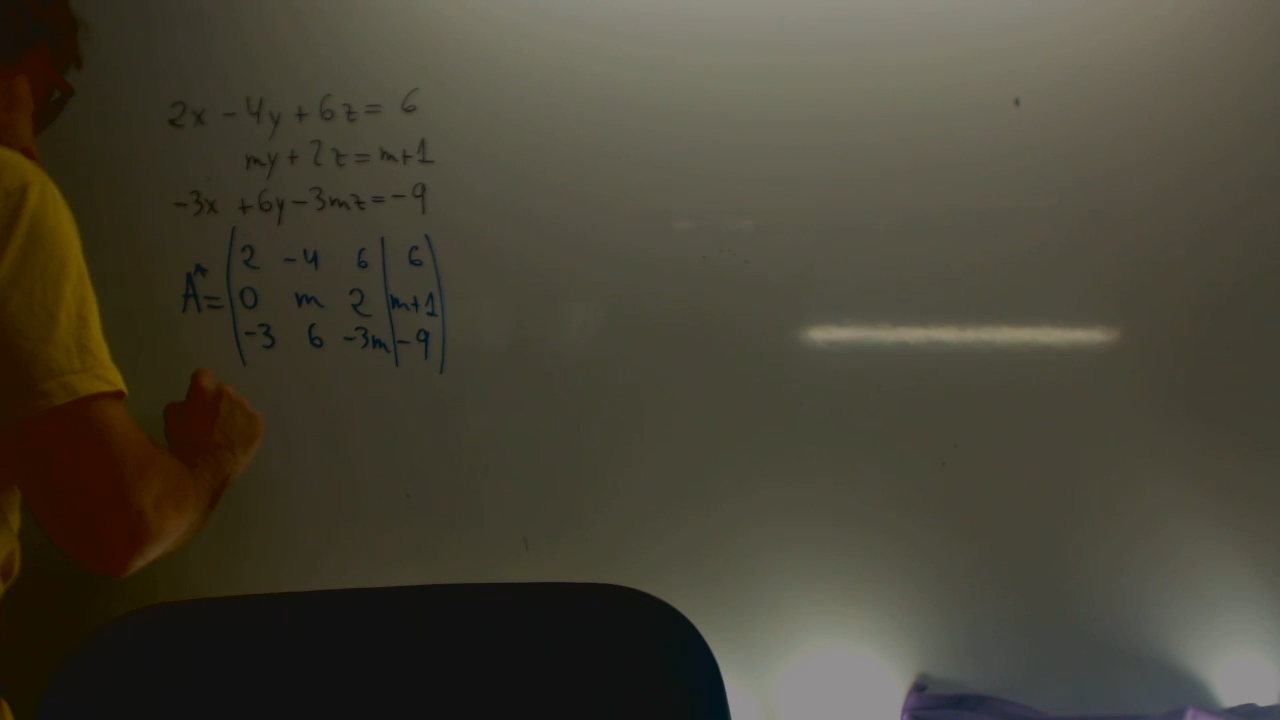 2x - 4y + 6z = 6
my + 2z = m+1
-3x + 6y - 3mz = -9
2 -4 6 | 6
A* = 0 m 2 | m+1
-3 6 -3m | -9